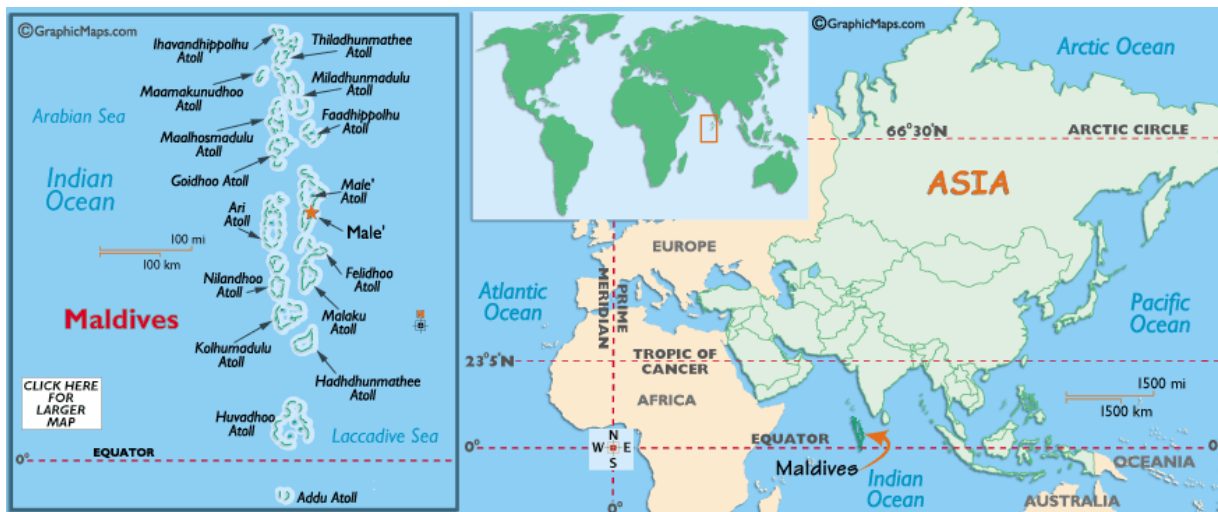 ©GraphicMaps.com
Ihavandhippolhu
Atoll
Thiladhunmathee
Atoll
Maamakunudhoo
Atoll
Miladhunmadulu
Atoll
Arabian Sea
Faadhippolhu
Atoll
Maalhosmadulu
Atoll
Goidhoo Atoll
Indian
Ocean
Male'
Atoll
Ari
Atoll
Male'
100 mi
100 km
Nilandhoo
Atoll
Felidhoo
Atoll
Maldives
Malaku
Atoll
Kolhumadulu
Atoll
Hadhdhunmathee
Atoll
CLICK HERE
FOR
LARGER
MAP
Huvadhoo
Atoll
Laccadive Sea
EQUATOR
0°
Addu Atoll
©GraphicMaps.com
Arctic Ocean
66°30'N
ARCTIC CIRCLE
ASIA
EUROPE
Atlantic
Ocean
MERIDIAN
PRIME
Pacific
Ocean
23°5'N
TROPIC OF
CANCER
AFRICA
1500 mi
1500 km
N
W E
S
0°
EQUATOR
0
Maldives
Indian
Ocean
OCEANIA
AUSTRALIA
0°